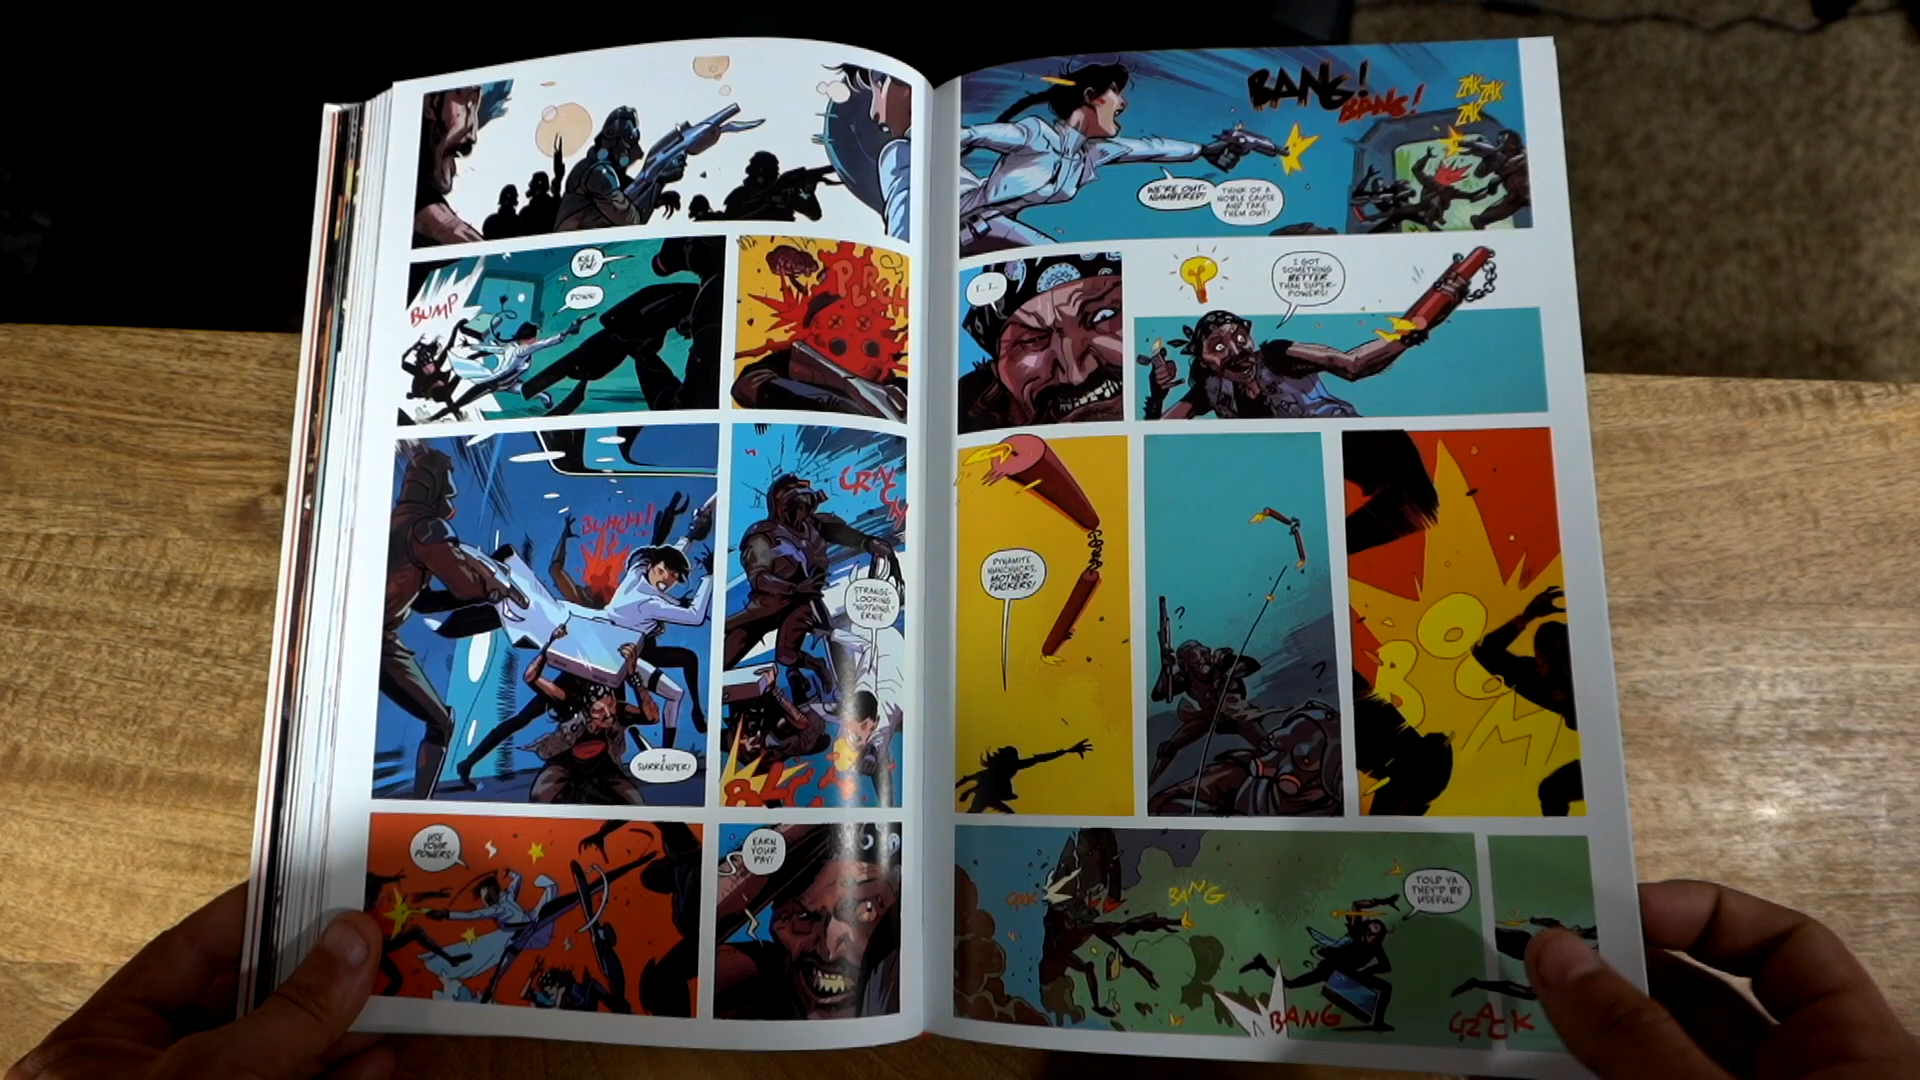 BUMP
KILL
'EM!
DOWN!
BLAM!
STRANGE-
LOOKING
"NOTHING,"
ERNIE.
I
SURRENDER!
USE
YOUR
POWERS!
EARN
YOUR
PAY!
BANG!
BANG!
ZAK
ZAK
ZAK
WE'RE OUT-
NUMBERED!
THINK OF A
NOBLE CAUSE
AND TAKE
THEM OUT!
I... I...
I GOT
SOMETHING
BETTER
THAN SUPER-
POWERS!
DYNAMITE
NUNCHUCKS,
MOTHER-
FUCKERS!
?
?
BOOM
CRACK
BANG
TOLD YA
THEY'D BE
USEFUL.
BANG
CRACK